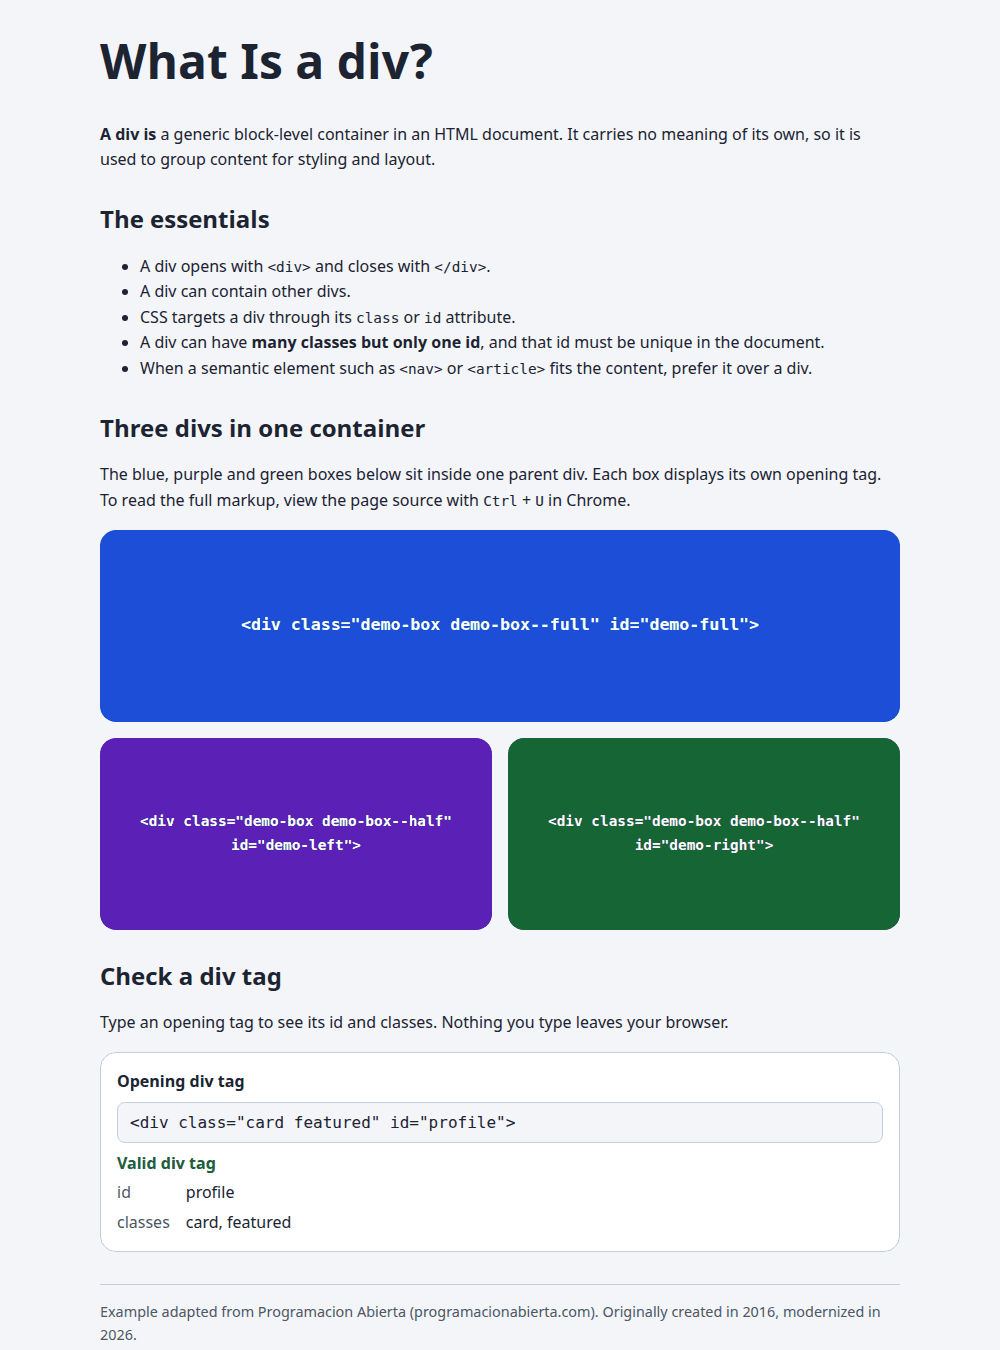 What Is a div?
A div is a generic block-level container in an HTML document. It carries no meaning of its own, so it is
used to group content for styling and layout.
The essentials
A div opens with <div> and closes with </div>.
A div can contain other divs.
CSS targets a div through its class or id attribute.
A div can have many classes but only one id, and that id must be unique in the document.
When a semantic element such as <nav> or <article> fits the content, prefer it over a div.
Three divs in one container
The blue, purple and green boxes below sit inside one parent div. Each box displays its own opening tag.
To read the full markup, view the page source with Ctrl + U in Chrome.
<div class="demo-box demo-box--full" id="demo-full">
<div class="demo-box demo-box--half"
id="demo-left">
<div class="demo-box demo-box--half"
id="demo-right">
Check a div tag
Type an opening tag to see its id and classes. Nothing you type leaves your browser.
Opening div tag
<div class="card featured" id="profile">
Valid div tag
id profile
classes card, featured
Example adapted from Programacion Abierta (programacionabierta.com). Originally created in 2016, modernized in
2026.